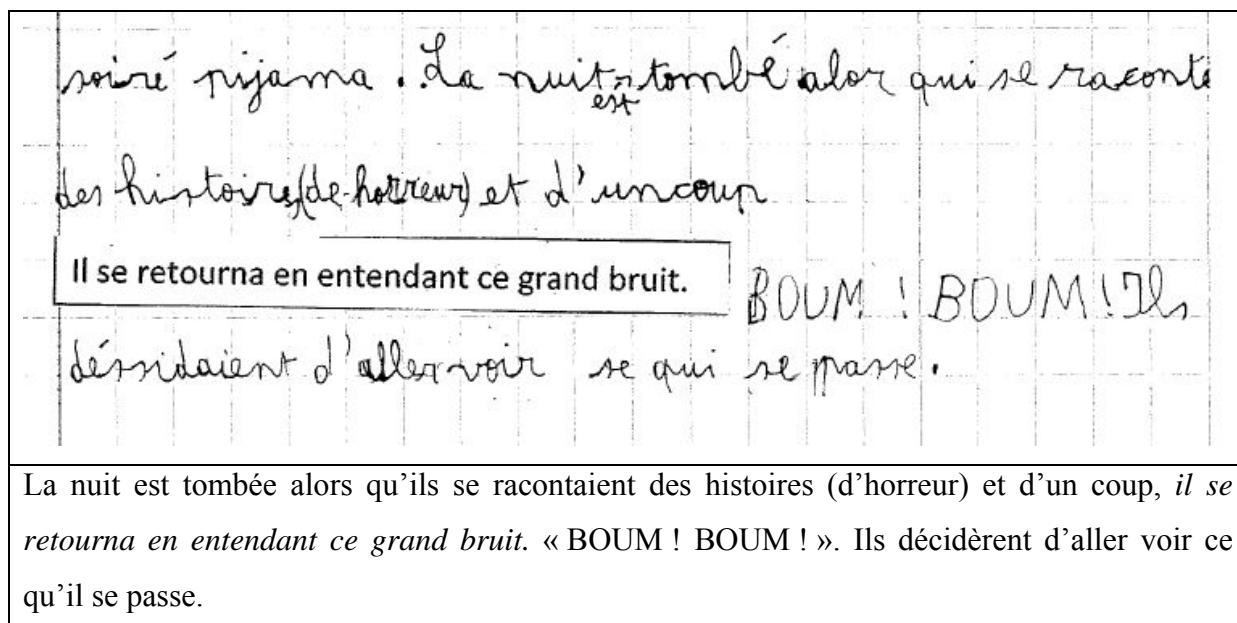 soiré pijama. La nuit est tombé alor qui se raconte
des histoires (de horreur) et d'un coup
Il se retourna en entendant ce grand bruit.
BOUM ! BOUM ! Ils
déssidaient d'aller voir se qui se passe.
La nuit est tombée alors qu'ils se racontaient des histoires (d'horreur) et d'un coup, il se
retourna en entendant ce grand bruit. « BOUM ! BOUM ! ». Ils décidèrent d'aller voir ce
qu'il se passe.